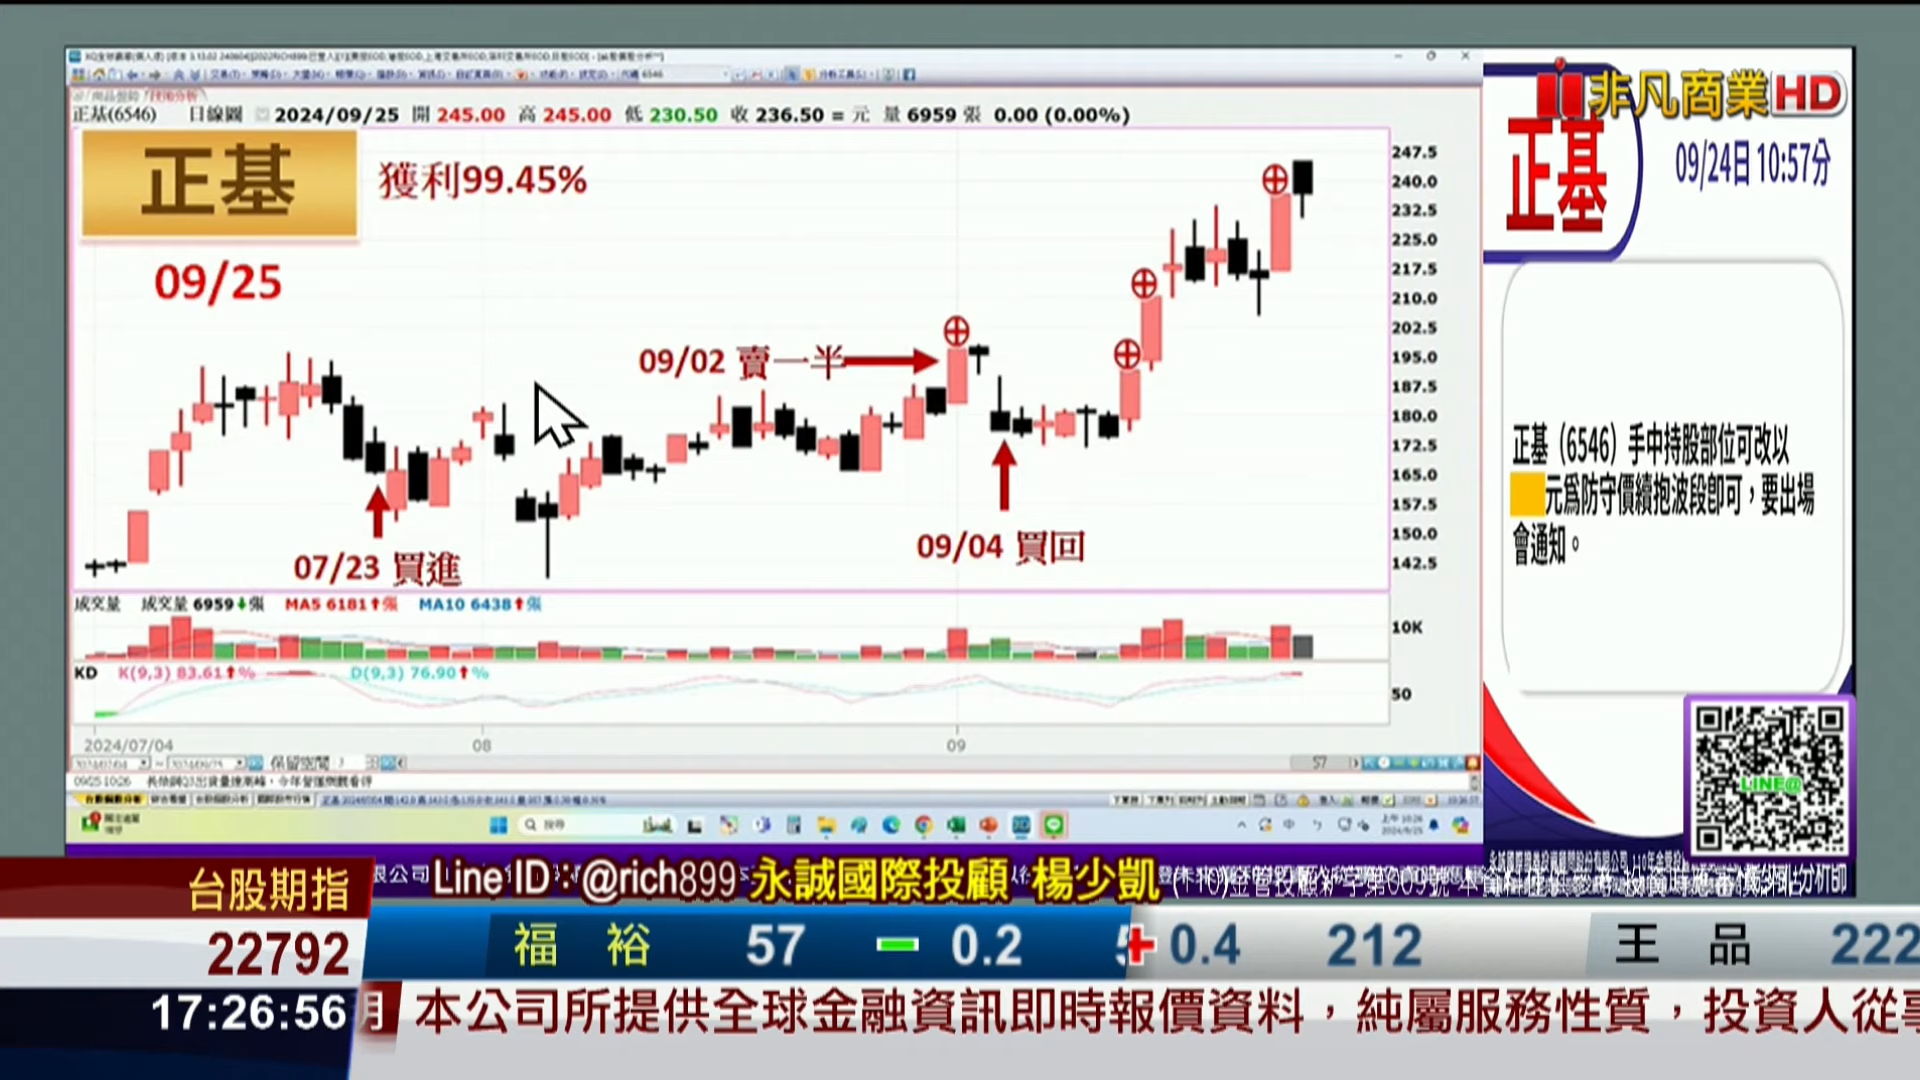 正基(6546) 日線圖 2024/09/25 開 245.00 高 245.00 低 230.50 收 236.50 = 元 量 6959 張 0.00 (0.00%)
正基
獲利99.45%
09/25
09/02 賣一半
09/04 買回
07/23 買進
247.5
240.0
232.5
225.0
217.5
210.0
202.5
195.0
187.5
180.0
172.5
165.0
157.5
150.0
142.5
成交量 成交量 6959↓張 MA5 6181↑張 MA10 6438↑張
10K
KD K(9,3) 83.61↑% D(9,3) 76.90↑%
50
2024/07/04 08 09
保留空間
57
搜尋
非凡商業HD
正基
09/24日 10:57分
正基（6546）手中持股部位可改以
元為防守價續抱波段即可，要出場
會通知。
LINE@
Line ID：@rich899 永誠國際投顧 楊少凱
台股期指
22792
福裕 57 － 0.2
+ 0.4 212 王品 222
17:26:56
本公司所提供全球金融資訊即時報價資料，純屬服務性質，投資人從事